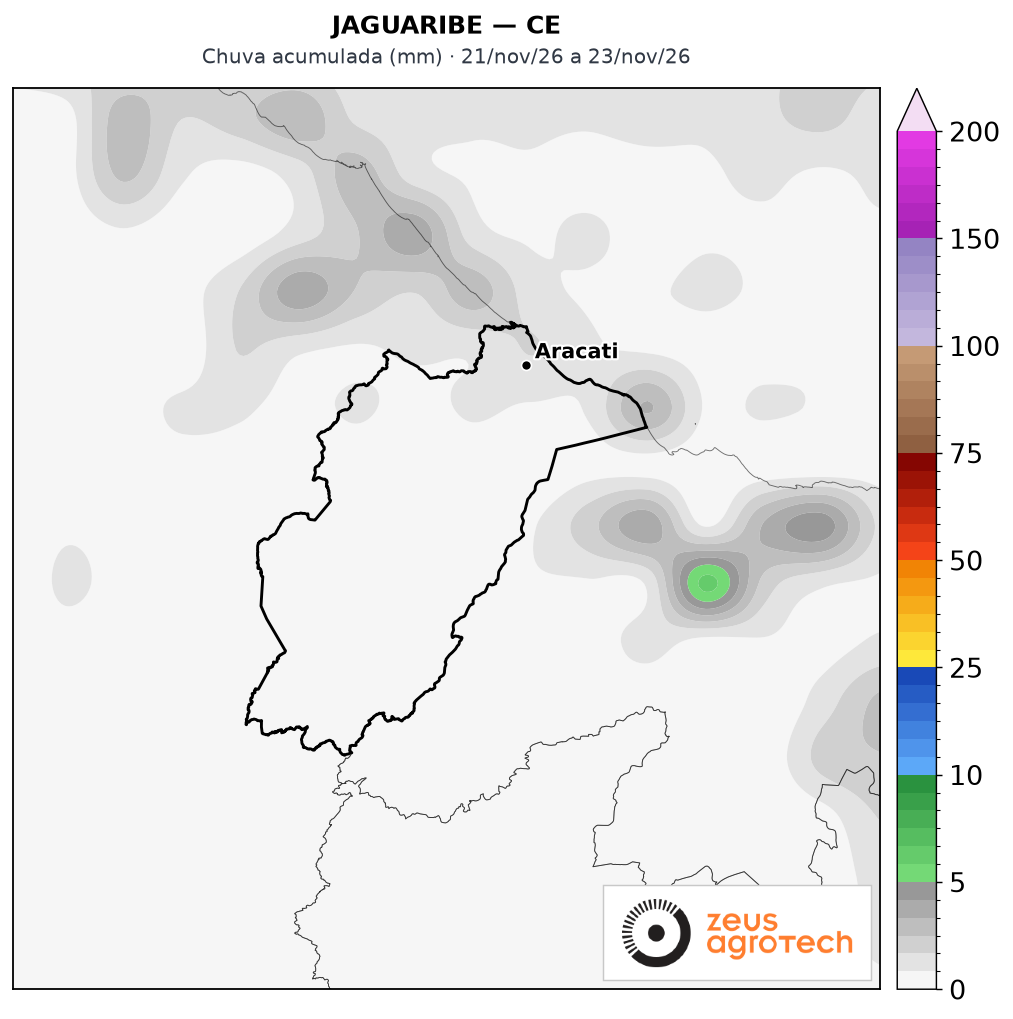 JAGUARIBE — CE
Chuva acumulada (mm) · 21/nov/26 a 23/nov/26
Aracati
200
150
100
75
50
25
10
5
0
zeus
agrotech